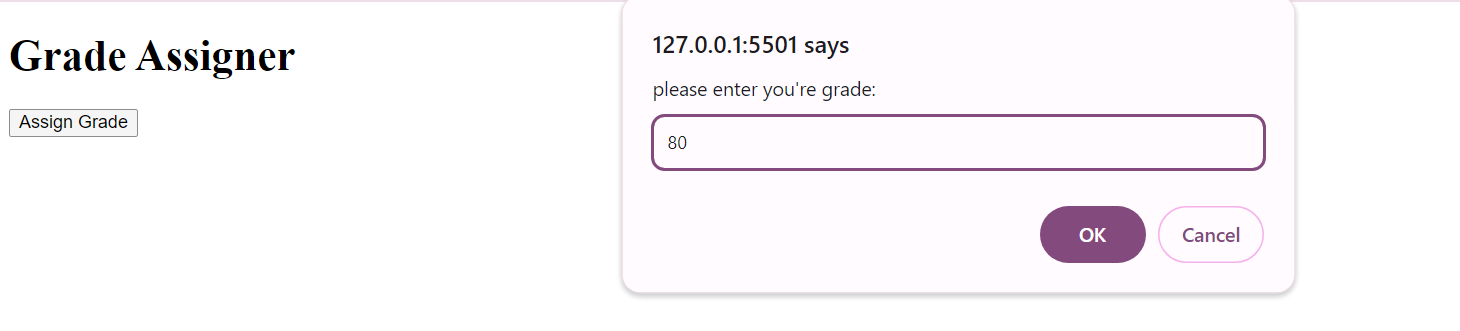 Grade Assigner
Assign Grade
127.0.0.1:5501 says
please enter you're grade:
80
OK
Cancel